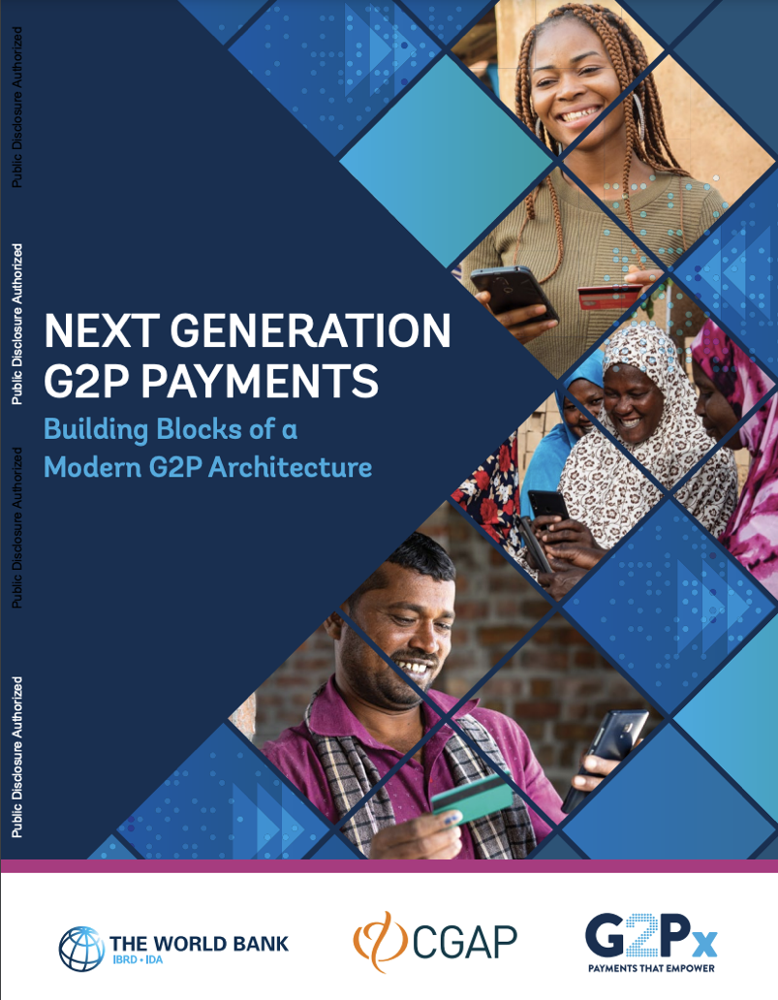 Public Disclosure Authorized
Public Disclosure Authorized
Public Disclosure Authorized
Public Disclosure Authorized
NEXT GENERATION
G2P PAYMENTS
Building Blocks of a
Modern G2P Architecture
THE WORLD BANK
IBRD • IDA
CGAP
G2Px
PAYMENTS THAT EMPOWER